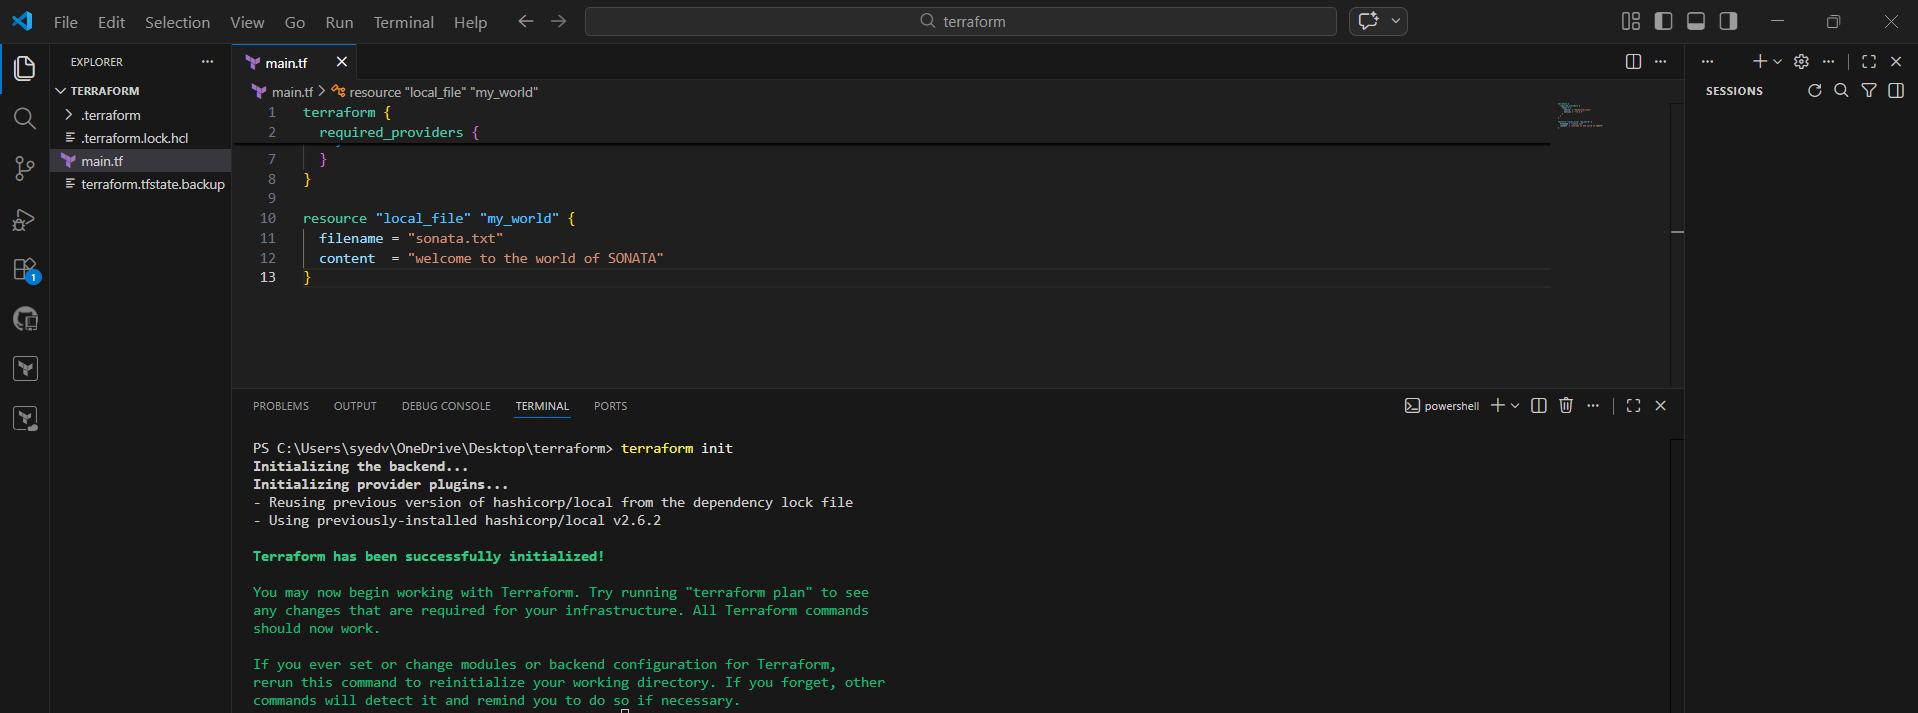 File Edit Selection View Go Run Terminal Help
terraform
EXPLORER
TERRAFORM
.terraform
.terraform.lock.hcl
main.tf
terraform.tfstate.backup
1
main.tf
main.tf > resource "local_file" "my_world"
1 terraform {
2 required_providers {
7 }
8 }
9
10 resource "local_file" "my_world" {
11 filename = "sonata.txt"
12 content = "welcome to the world of SONATA"
13 }
PROBLEMS OUTPUT DEBUG CONSOLE TERMINAL PORTS
powershell
PS C:\Users\syedv\OneDrive\Desktop\terraform> terraform init
Initializing the backend...
Initializing provider plugins...
- Reusing previous version of hashicorp/local from the dependency lock file
- Using previously-installed hashicorp/local v2.6.2
Terraform has been successfully initialized!
You may now begin working with Terraform. Try running "terraform plan" to see
any changes that are required for your infrastructure. All Terraform commands
should now work.
If you ever set or change modules or backend configuration for Terraform,
rerun this command to reinitialize your working directory. If you forget, other
commands will detect it and remind you to do so if necessary.
SESSIONS